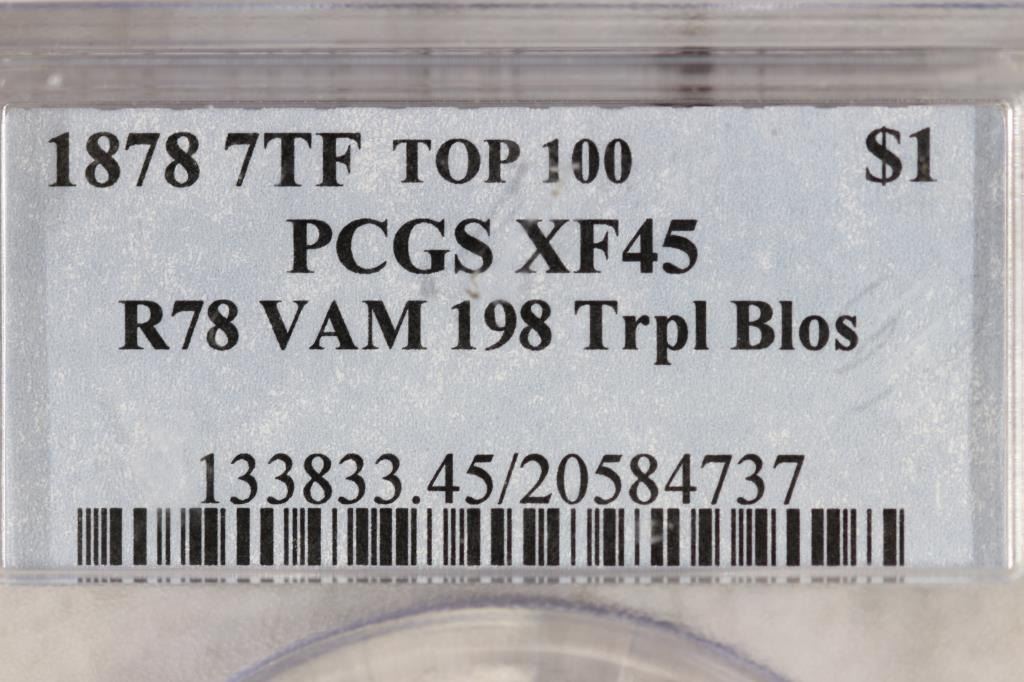 1878 7TF TOP 100 $1
PCGS XF45
R78 VAM 198 Trpl Blos
133833.45/20584737